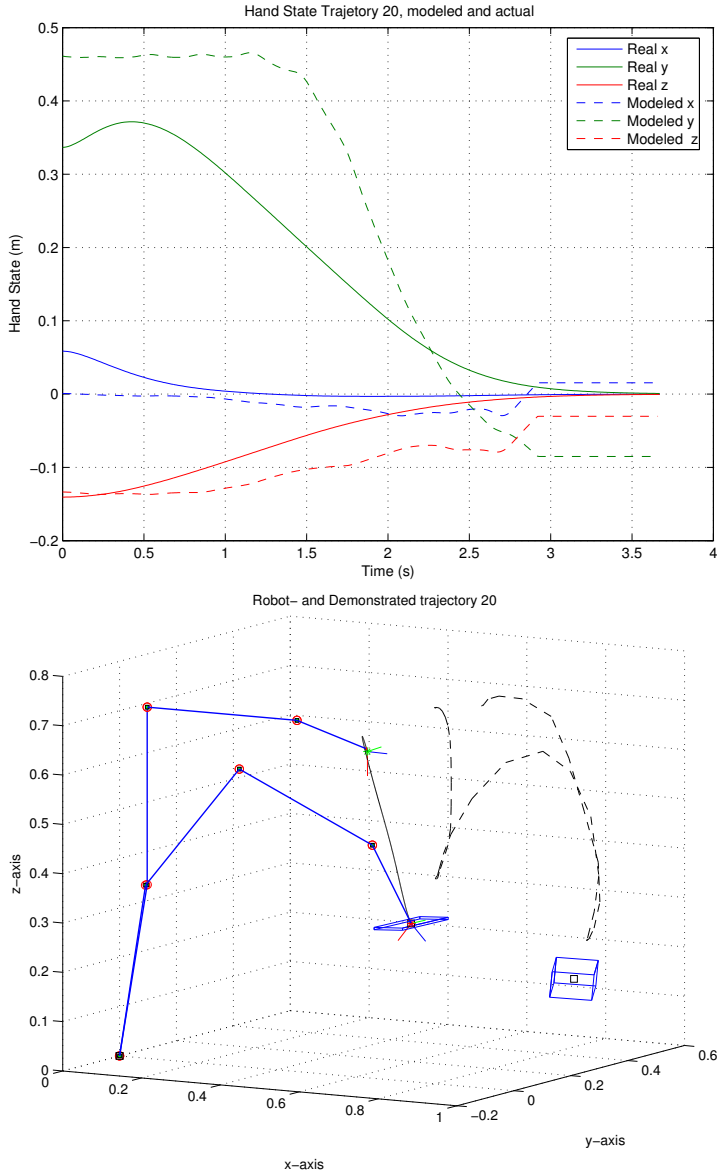 Hand State Trajetory 20, modeled and actual
0.5
0.4
0.3
0.2
0.1
0
−0.1
−0.2
Hand State (m)
Real x
Real y
Real z
Modeled x
Modeled y
Modeled z
0 0.5 1 1.5 2 2.5 3 3.5 4
Time (s)
Robot− and Demonstrated trajectory 20
0.8
0.7
0.6
0.5
0.4
0.3
0.2
0.1
0
z−axis
0 0.2 0.4 0.6 0.8 1
x−axis
−0.2 0 0.2 0.4 0.6
y−axis